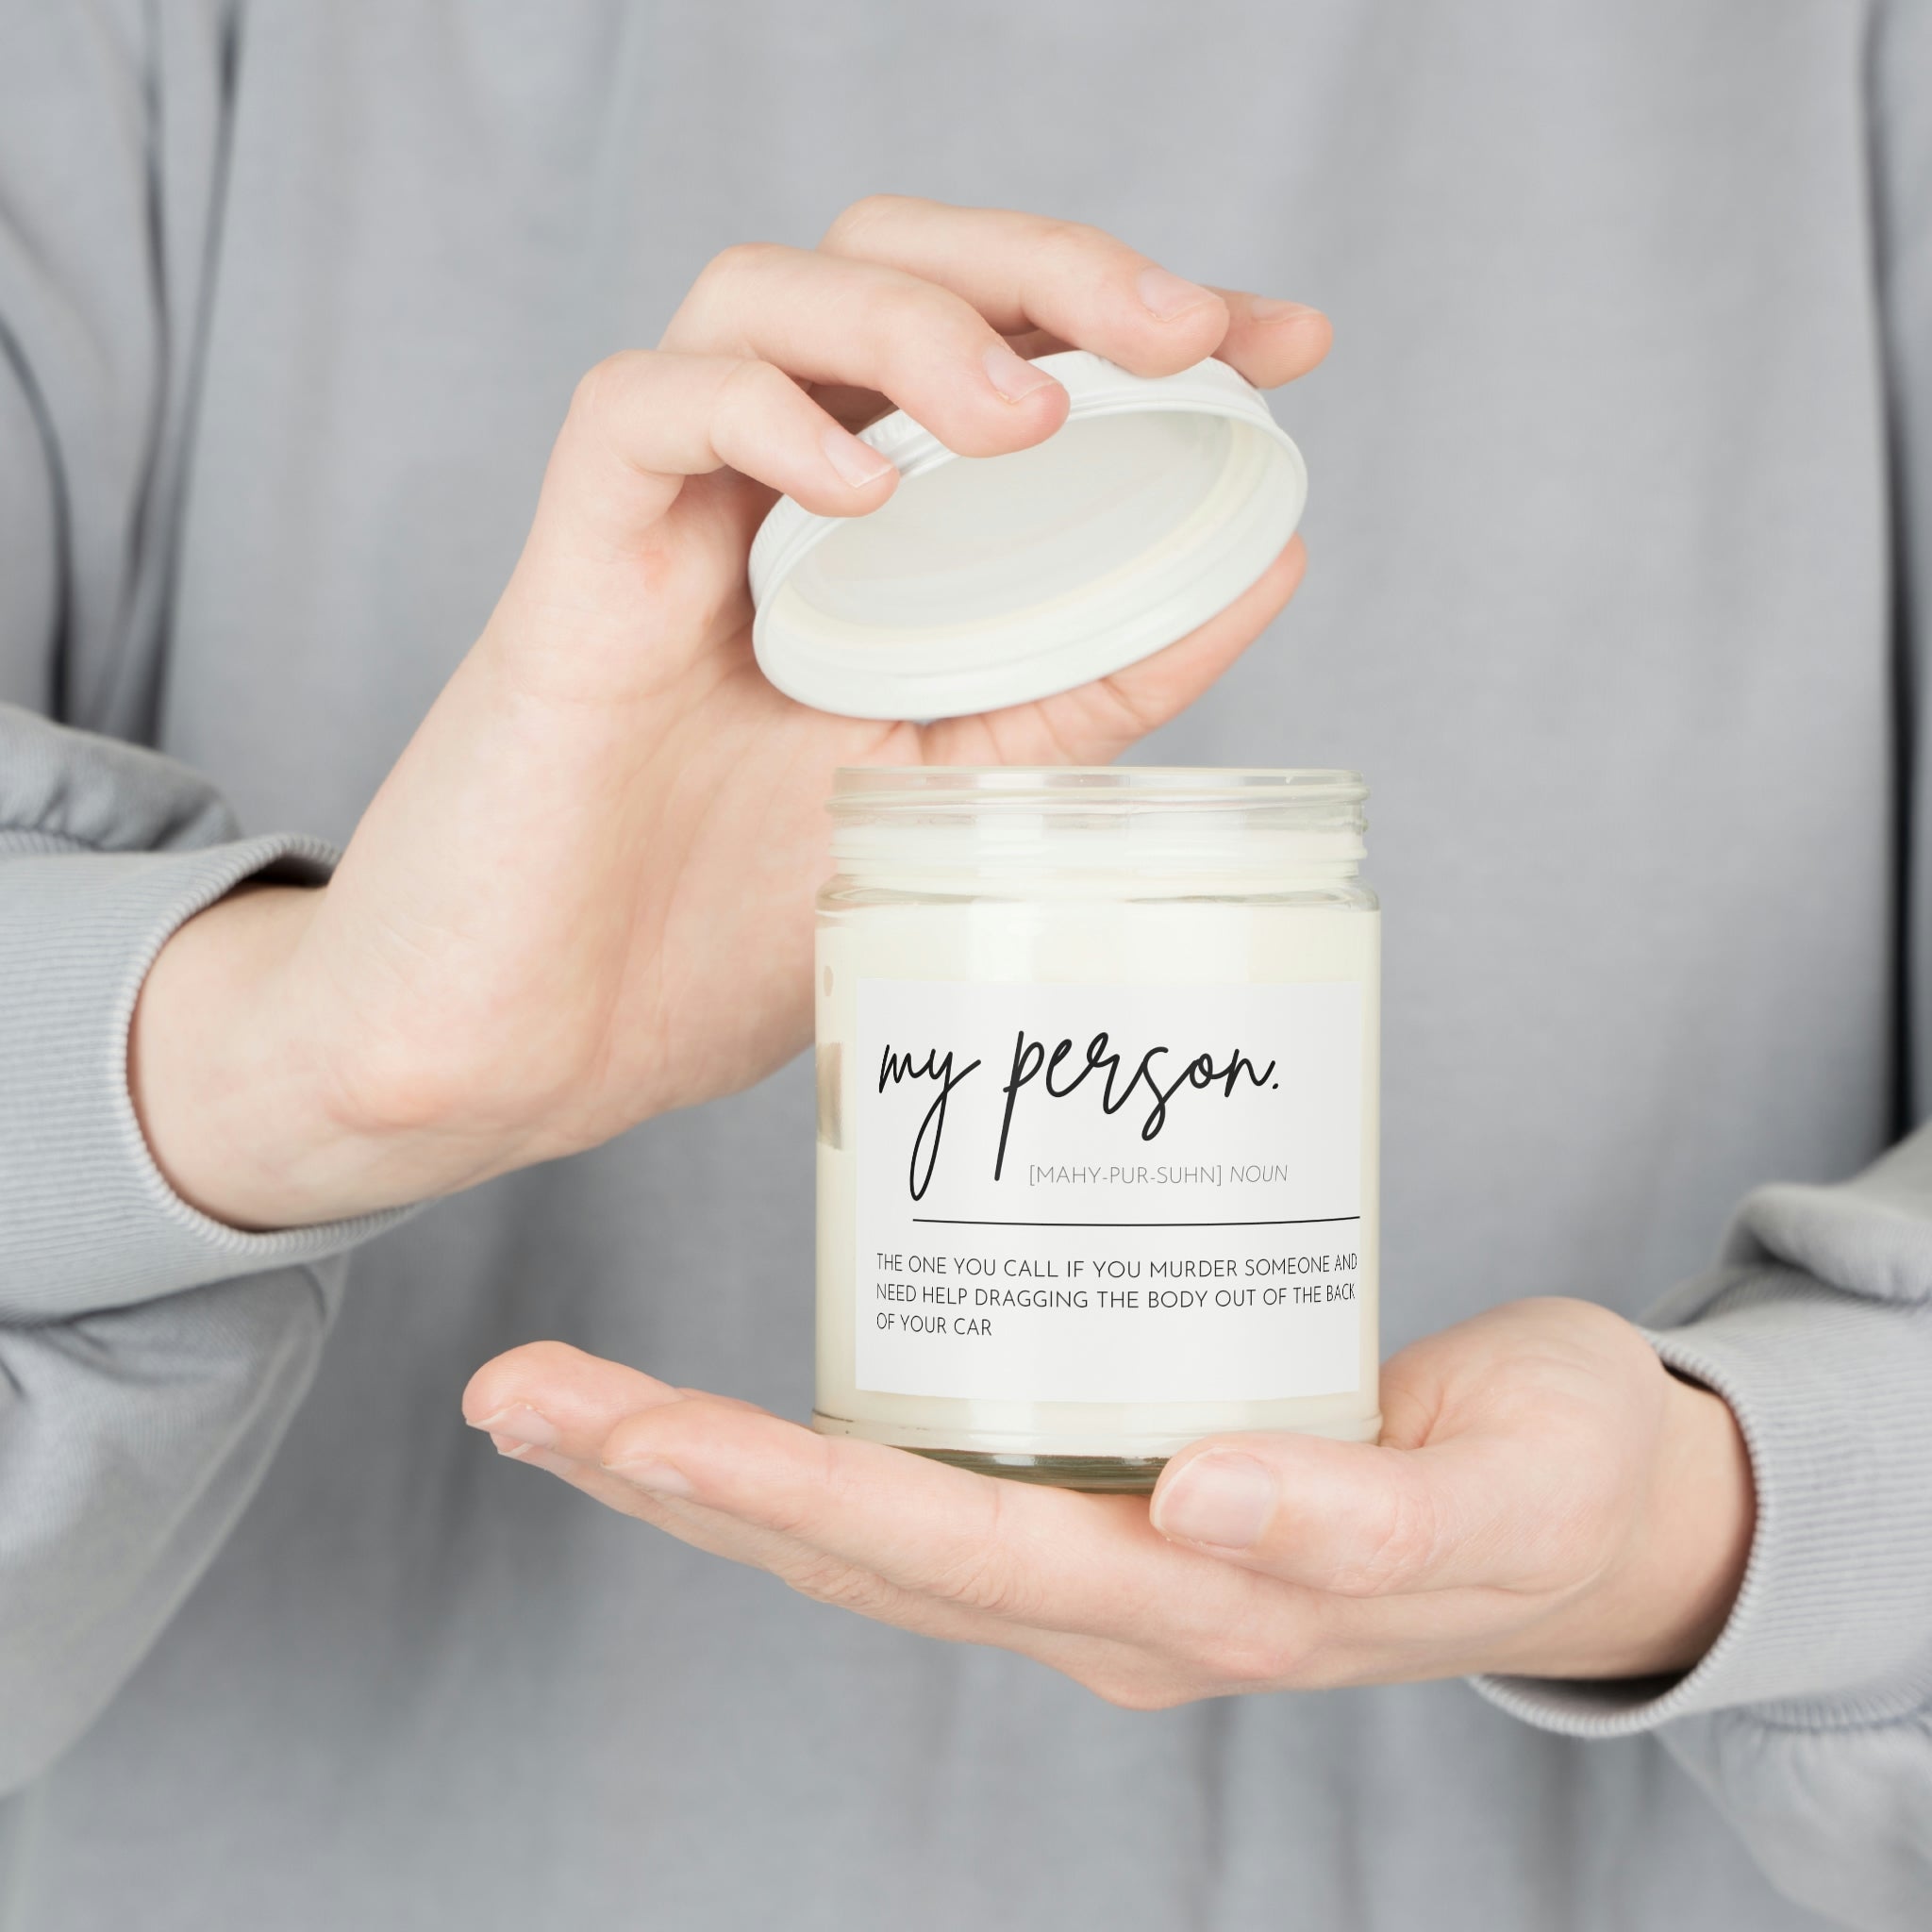 my person.
[MAHY-PUR-SUHN] NOUN
THE ONE YOU CALL IF YOU MURDER SOMEONE AND
NEED HELP DRAGGING THE BODY OUT OF THE BACK
OF YOUR CAR